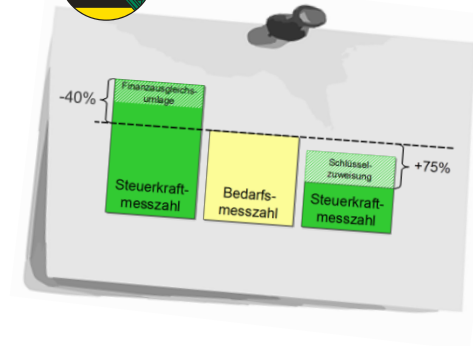 -40%
Finanzausgleichs-
umlage
Steuerkraft-
messzahl
Bedarfs-
messzahl
Schlüssel-
zuweisung
Steuerkraft-
messzahl
+75%